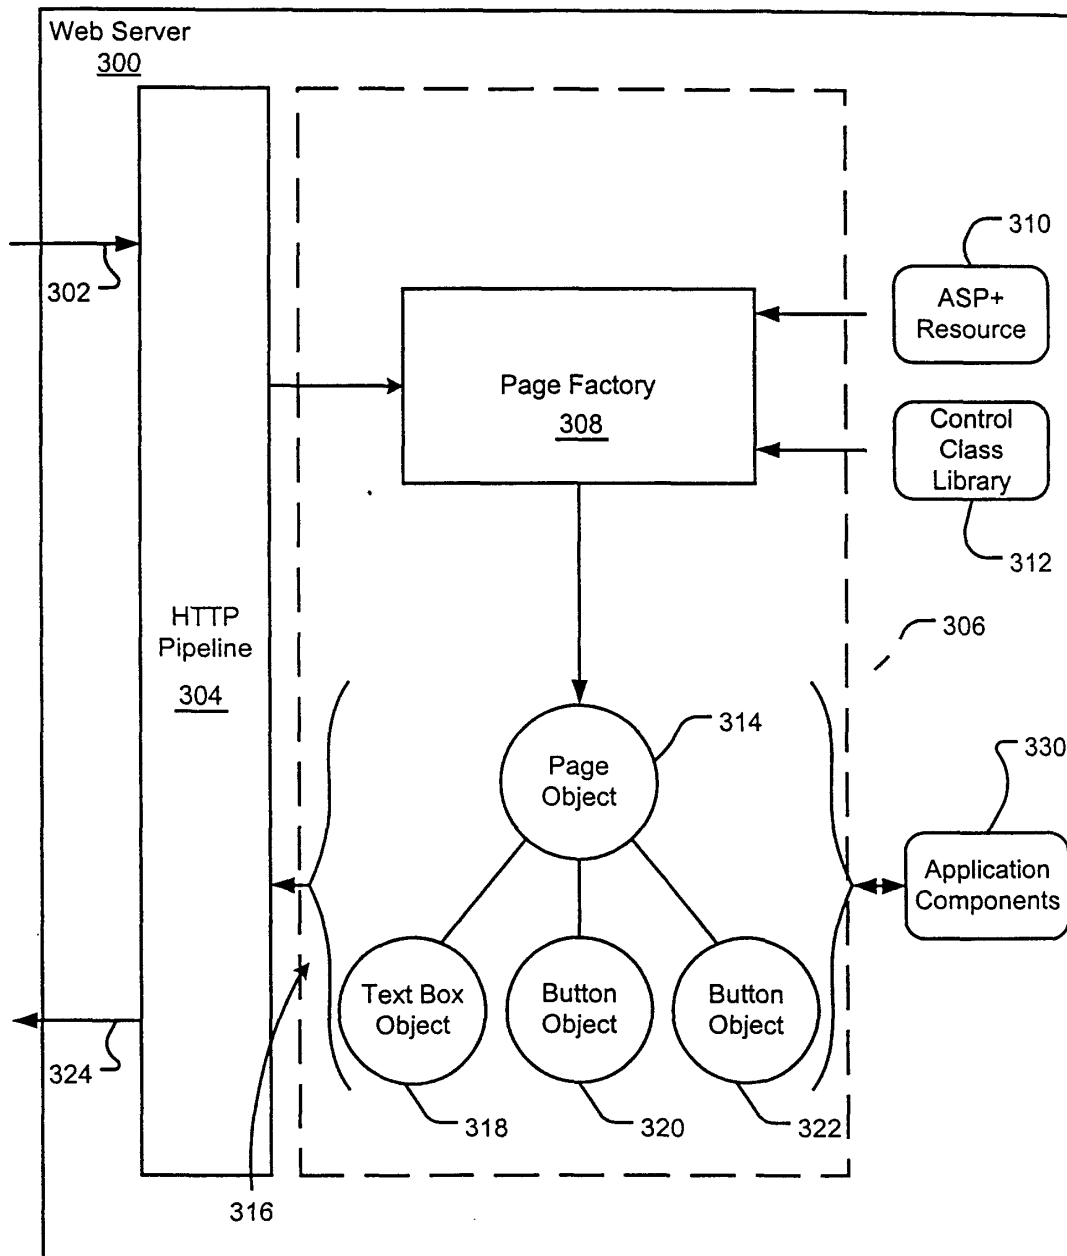 Web Server
300
302
310
ASP+
Resource
Page Factory
308
Control
Class
Library
312
HTTP
Pipeline
304
306
314
Page
Object
330
Application
Components
Text Box
Object
Button
Object
Button
Object
324
318
320
322
316